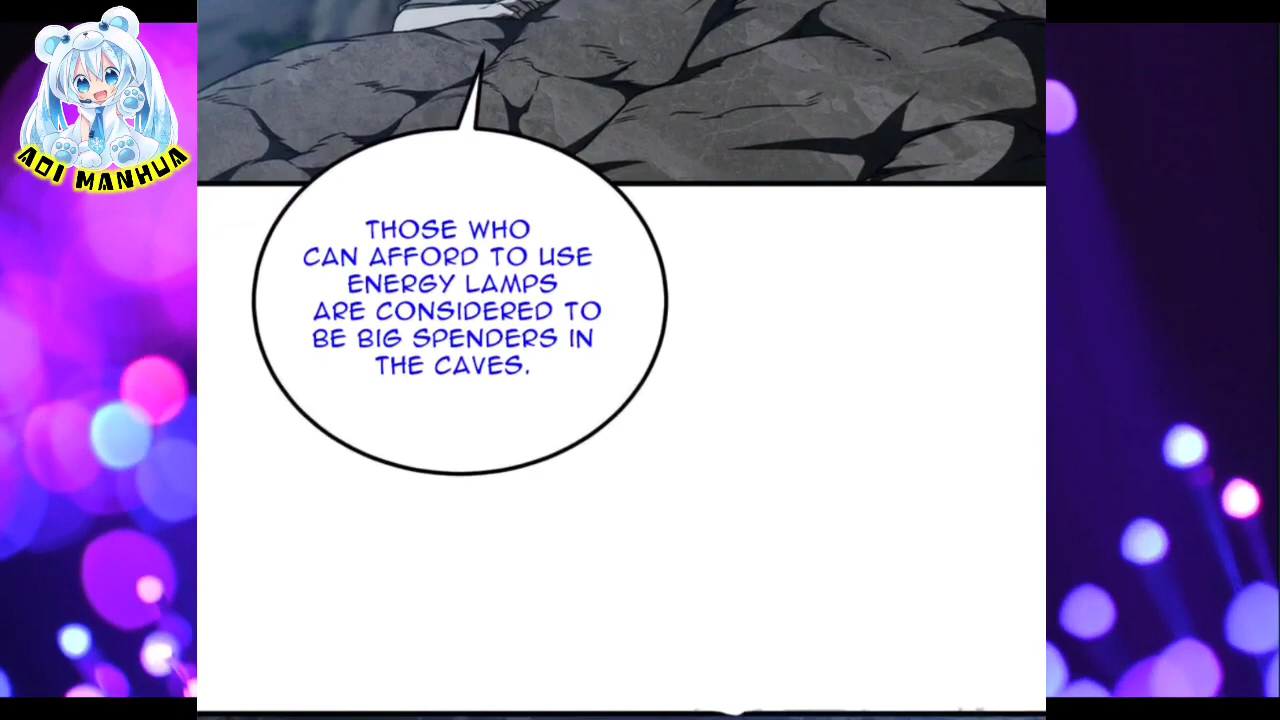 AOI MANHUA
THOSE WHO
CAN AFFORD TO USE
ENERGY LAMPS
ARE CONSIDERED TO
BE BIG SPENDERS IN
THE CAVES.